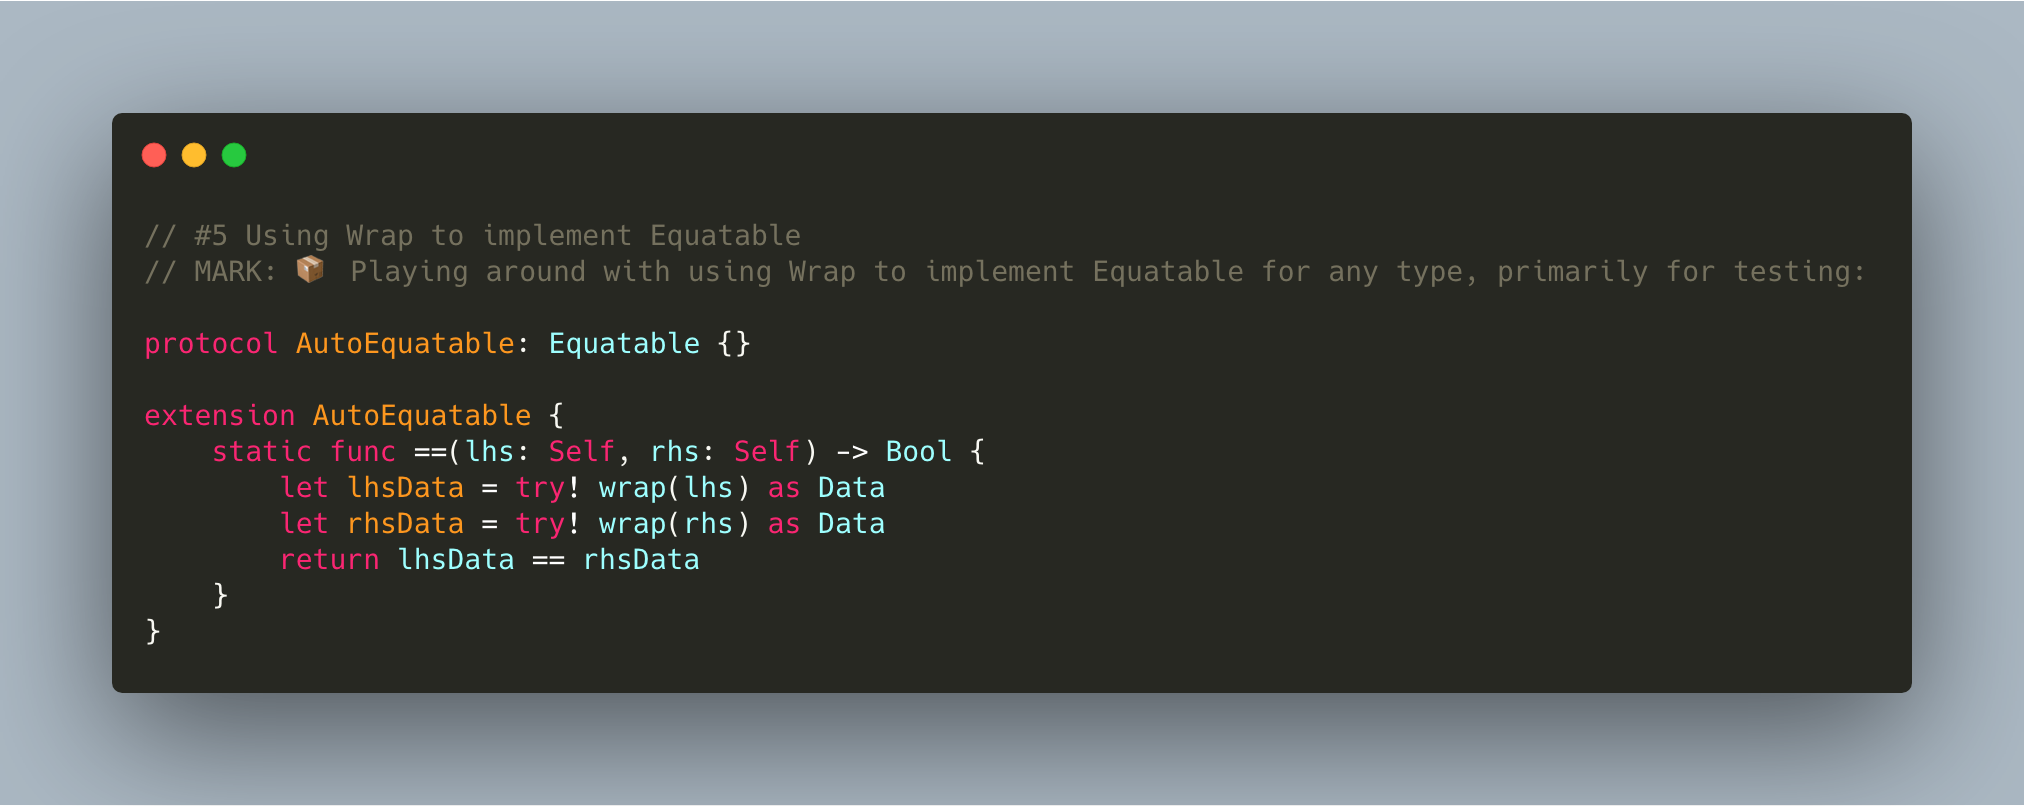 // #5 Using Wrap to implement Equatable
// MARK: 📦 Playing around with using Wrap to implement Equatable for any type, primarily for testing:
protocol AutoEquatable: Equatable {}
extension AutoEquatable {
    static func ==(lhs: Self, rhs: Self) -> Bool {
        let lhsData = try! wrap(lhs) as Data
        let rhsData = try! wrap(rhs) as Data
        return lhsData == rhsData
    }
}